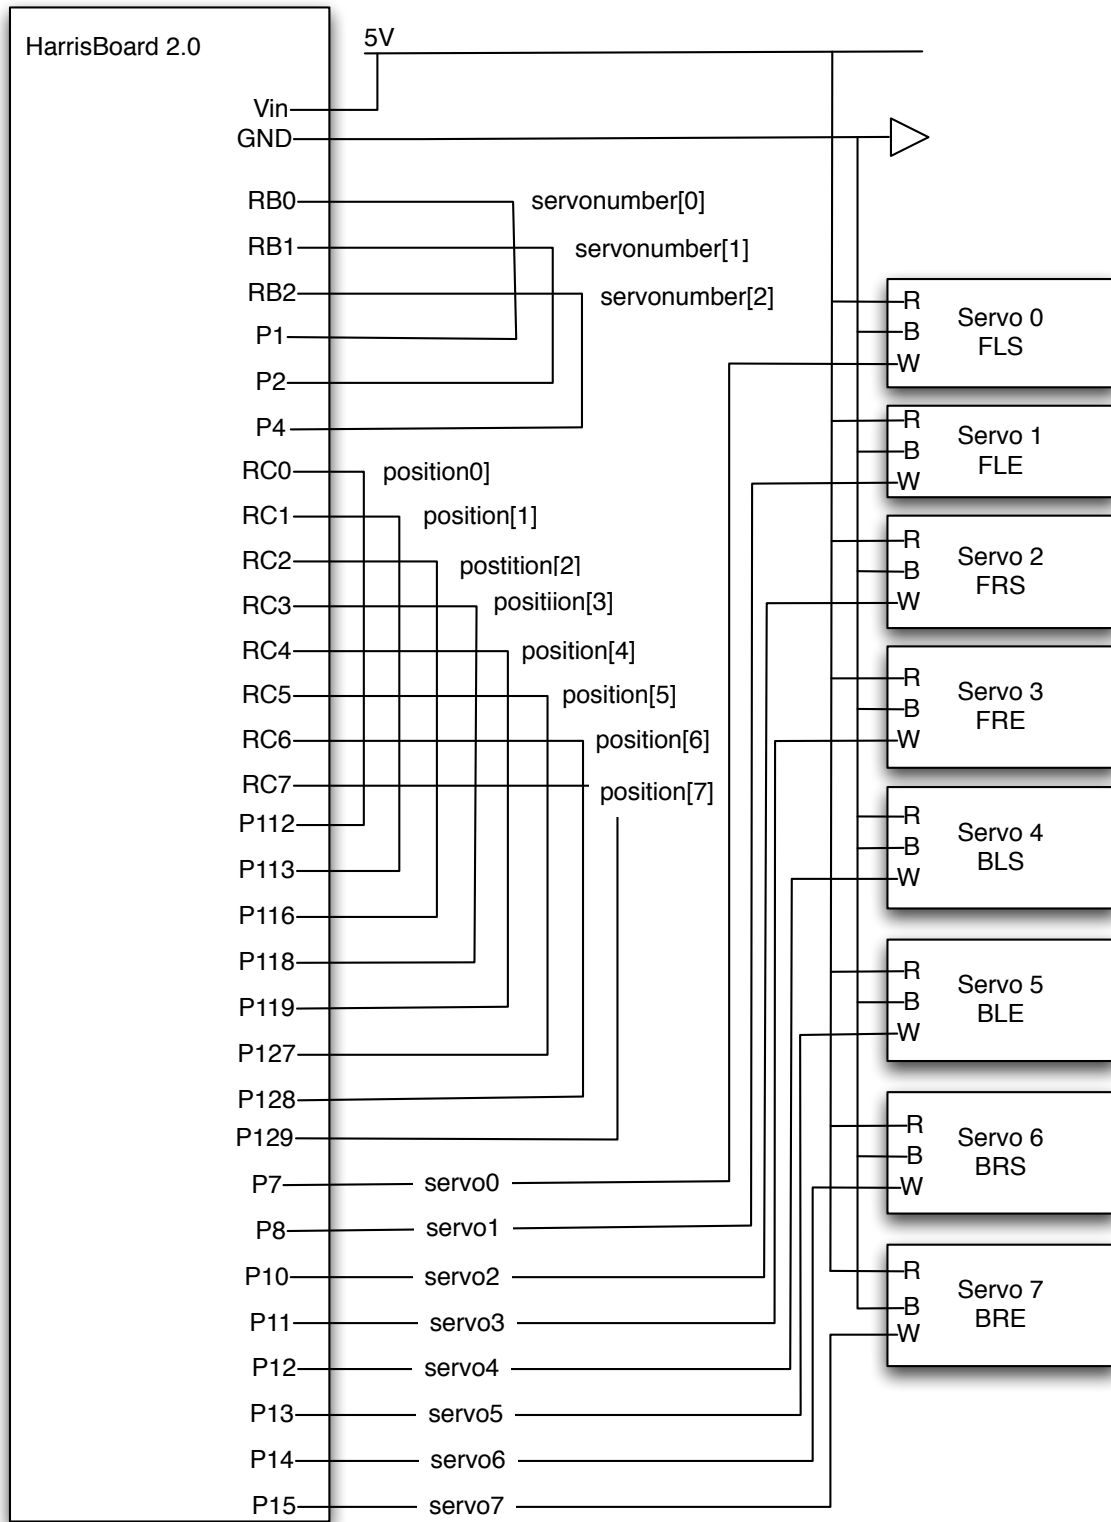 HarrisBoard 2.0
5V
Vin
GND
RB0
servonumber[0]
RB1
servonumber[1]
RB2
servonumber[2]
P1
P2
P4
RC0
position0]
RC1
position[1]
RC2
postition[2]
RC3
positiion[3]
RC4
position[4]
RC5
position[5]
RC6
position[6]
RC7
position[7]
P112
P113
P116
P118
P119
P127
P128
P129
P7
servo0
P8
servo1
P10
servo2
P11
servo3
P12
servo4
P13
servo5
P14
servo6
P15
servo7
R
B
W
Servo 0
FLS
R
B
W
Servo 1
FLE
R
B
W
Servo 2
FRS
R
B
W
Servo 3
FRE
R
B
W
Servo 4
BLS
R
B
W
Servo 5
BLE
R
B
W
Servo 6
BRS
R
B
W
Servo 7
BRE